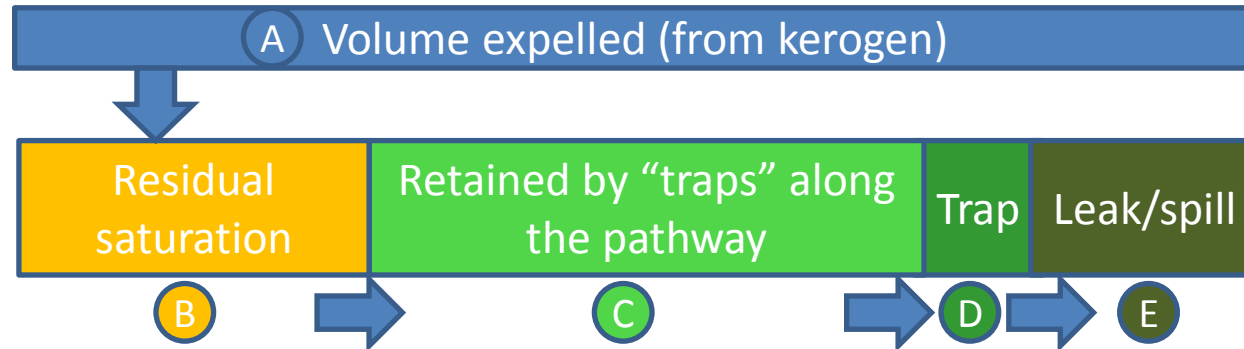 A Volume expelled (from kerogen)
Residual
saturation
Retained by “traps” along
the pathway
Trap
Leak/spill
B
C
D
E